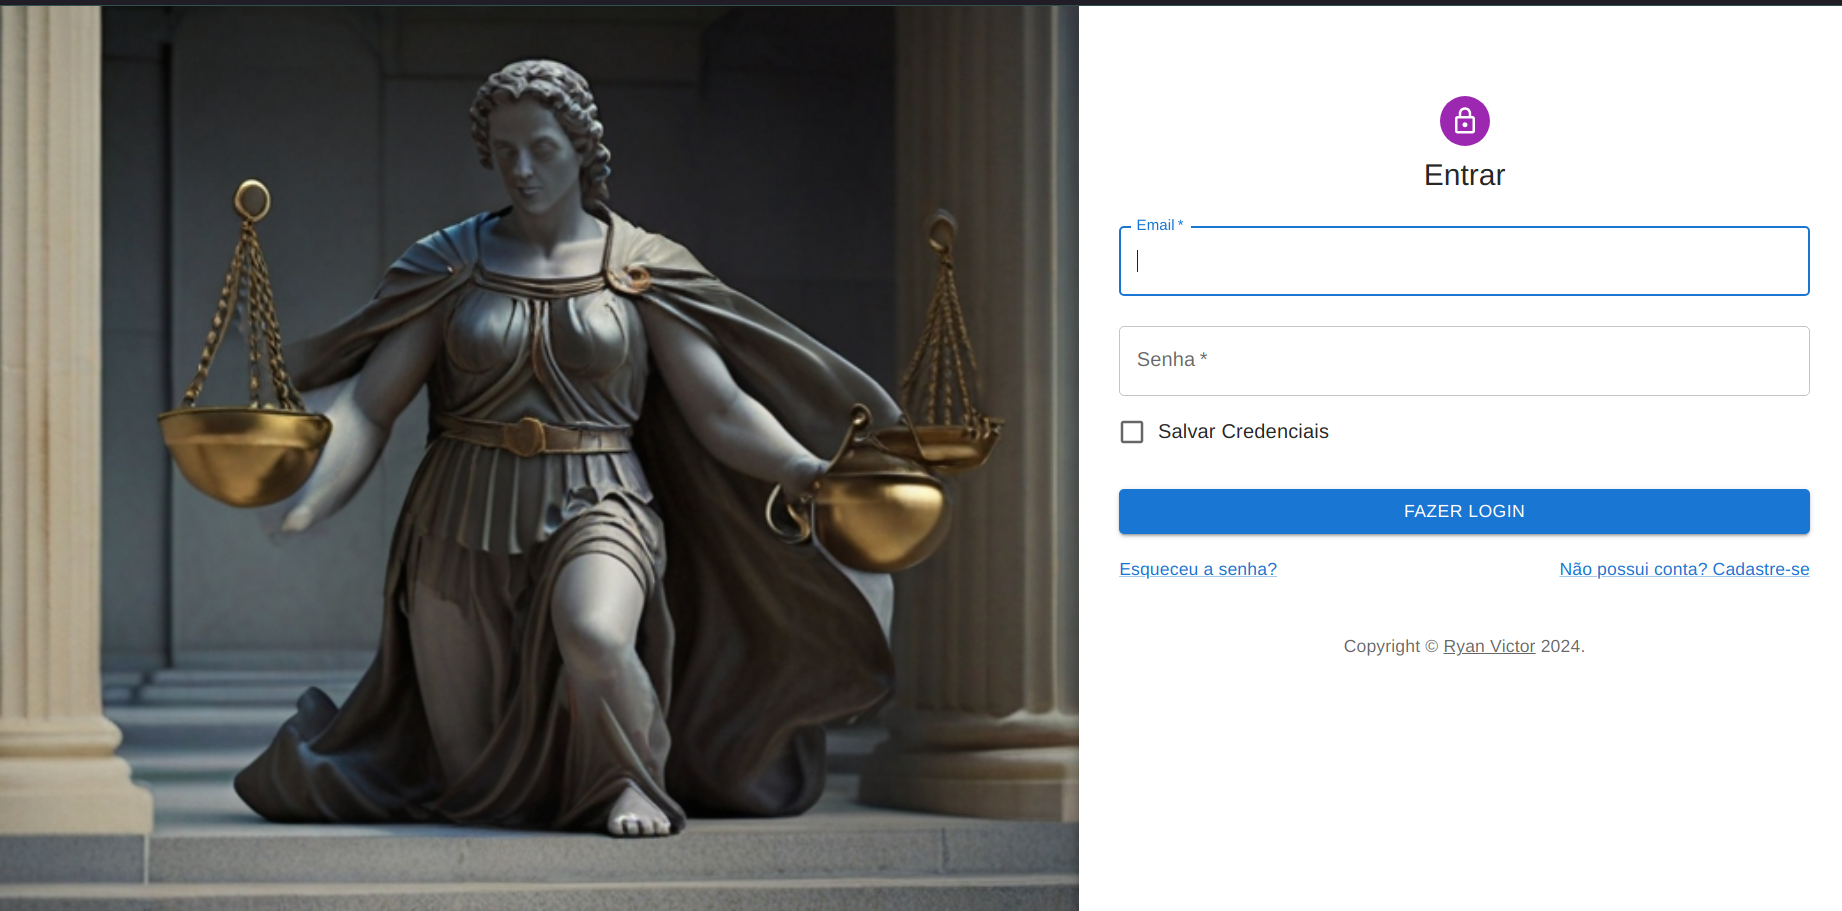 Entrar
Email *
Senha *
Salvar Credenciais
FAZER LOGIN
Esqueceu a senha?
Não possui conta? Cadastre-se
Copyright © Ryan Victor 2024.